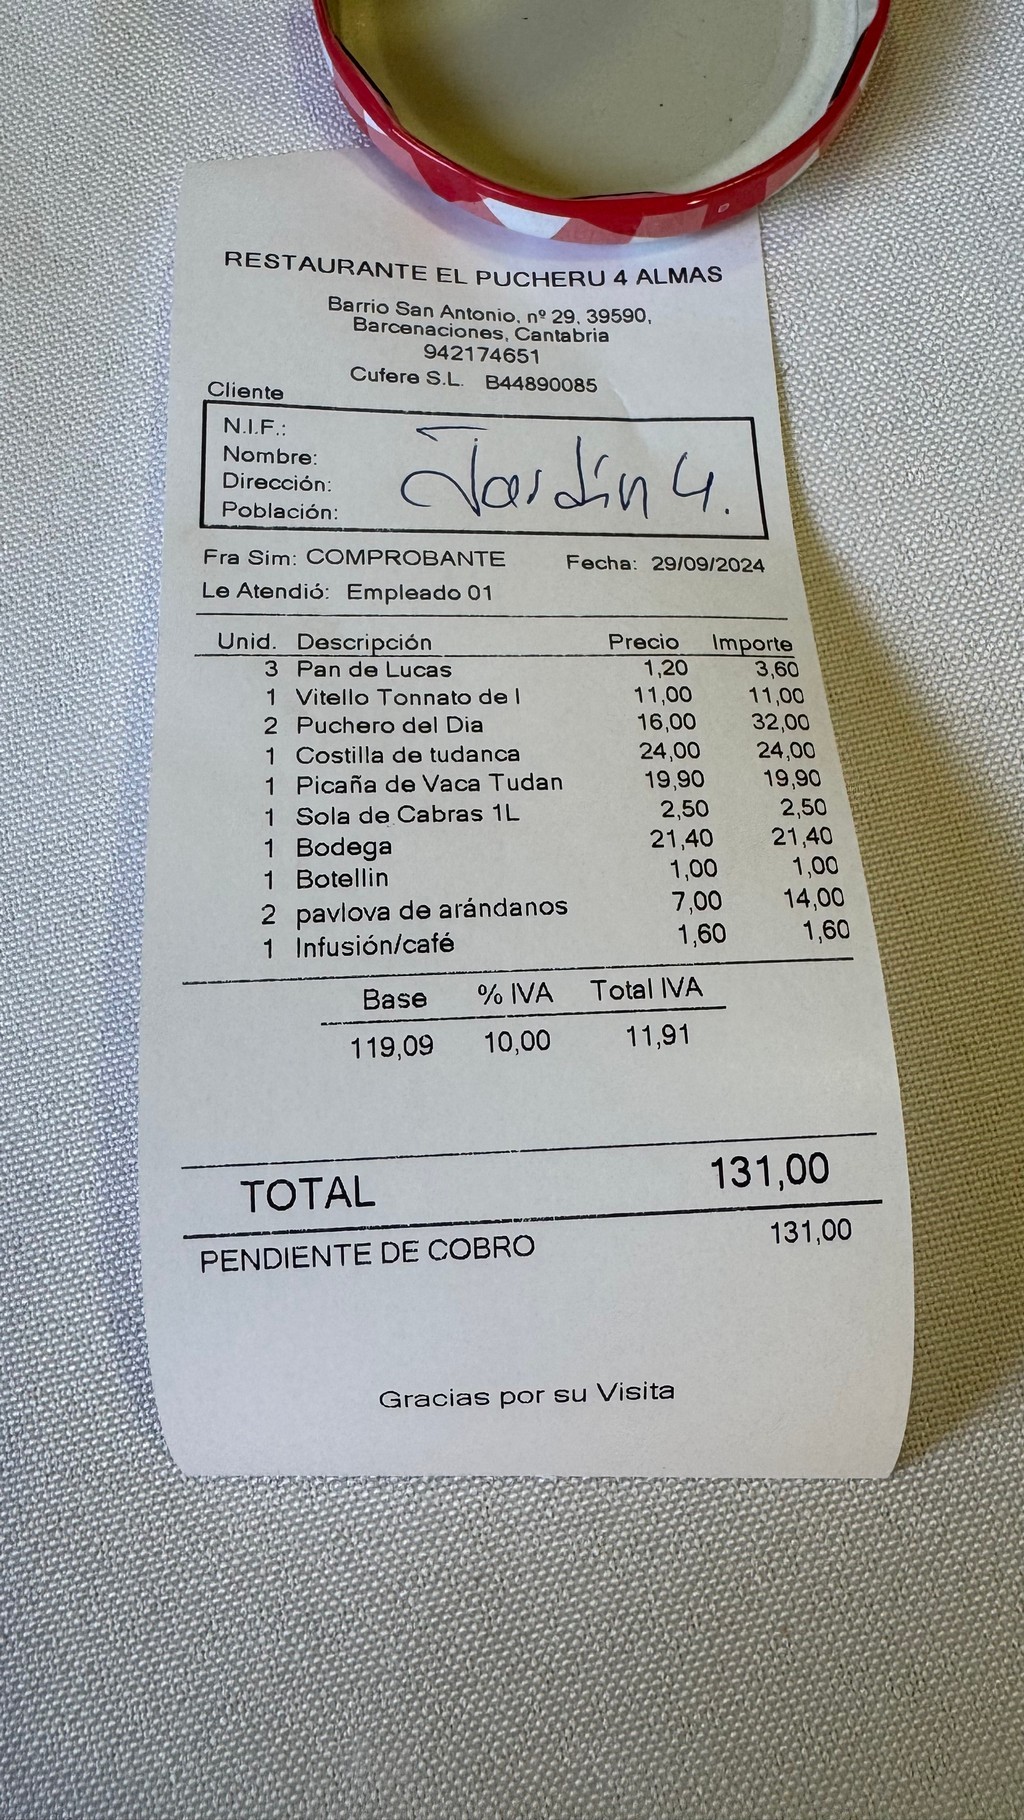 RESTAURANTE EL PUCHERU 4 ALMAS
Barrio San Antonio, nº 29, 39590,
Barcenaciones, Cantabria
942174651
Cufere S.L. B44890085
Cliente
N.I.F.:
Nombre:
Dirección:
Población:
Jardín 4.
Fra Sim: COMPROBANTE Fecha: 29/09/2024
Le Atendió: Empleado 01
Unid. Descripción Precio Importe
3 Pan de Lucas 1,20 3,60
1 Vitello Tonnato de l 11,00 11,00
2 Puchero del Dia 16,00 32,00
1 Costilla de tudanca 24,00 24,00
1 Picaña de Vaca Tudan 19,90 19,90
1 Sola de Cabras 1L 2,50 2,50
1 Bodega 21,40 21,40
1 Botellin 1,00 1,00
2 pavlova de arándanos 7,00 14,00
1 Infusión/café 1,60 1,60
Base % IVA Total IVA
119,09 10,00 11,91
TOTAL 131,00
PENDIENTE DE COBRO 131,00
Gracias por su Visita